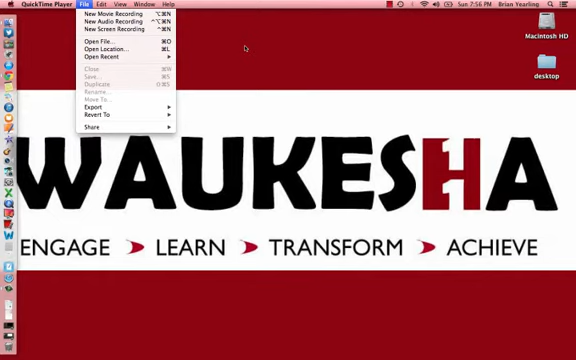 QuickTime Player File Edit View Window Help Sun 7:56 PM Brian Yearling
New Movie Recording ⌥⌘N
New Audio Recording ^⌥⌘N
New Screen Recording ^⌘N
Open File... ⌘O
Open Location... ⌘L
Open Recent
Close ⌘W
Save... ⌘S
Duplicate ⇧⌘S
Rename...
Move To...
Export
Revert To
Share
Macintosh HD
desktop
WAUKESHA
ENGAGE LEARN TRANSFORM ACHIEVE